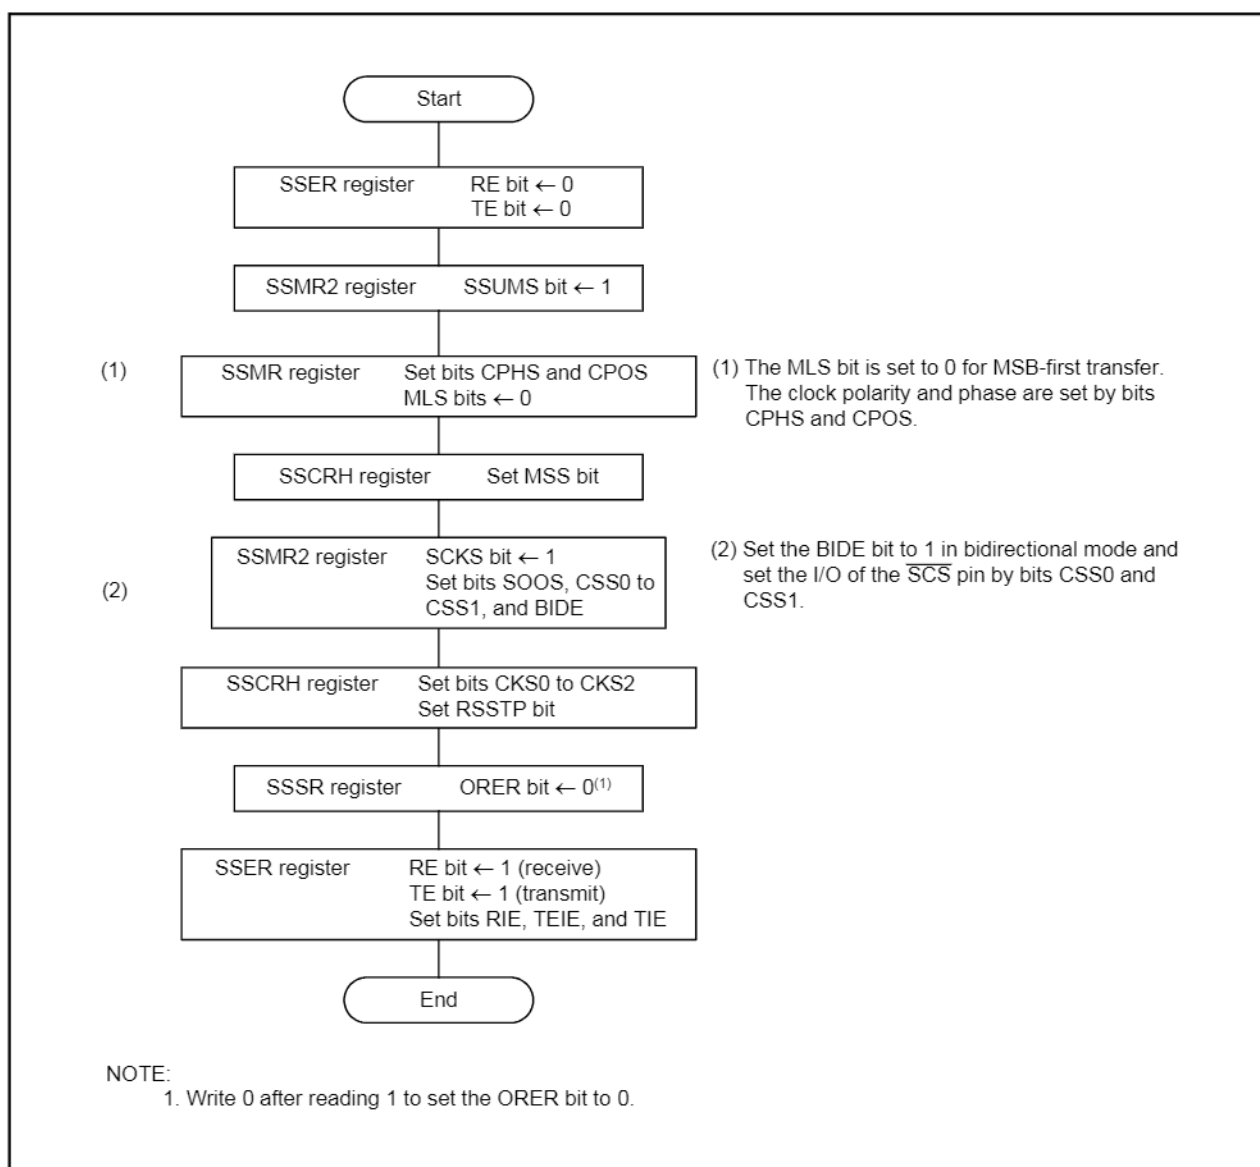 Start
SSER register RE bit ← 0
TE bit ← 0
SSMR2 register SSUMS bit ← 1
(1)
SSMR register Set bits CPHS and CPOS
MLS bits ← 0
(1) The MLS bit is set to 0 for MSB-first transfer.
The clock polarity and phase are set by bits
CPHS and CPOS.
SSCRH register Set MSS bit
(2)
SSMR2 register SCKS bit ← 1
Set bits SOOS, CSS0 to
CSS1, and BIDE
(2) Set the BIDE bit to 1 in bidirectional mode and
set the I/O of the S̅C̅S̅ pin by bits CSS0 and
CSS1.
SSCRH register Set bits CKS0 to CKS2
Set RSSTP bit
SSSR register ORER bit ← 0(1)
SSER register RE bit ← 1 (receive)
TE bit ← 1 (transmit)
Set bits RIE, TEIE, and TIE
End
NOTE:
1. Write 0 after reading 1 to set the ORER bit to 0.